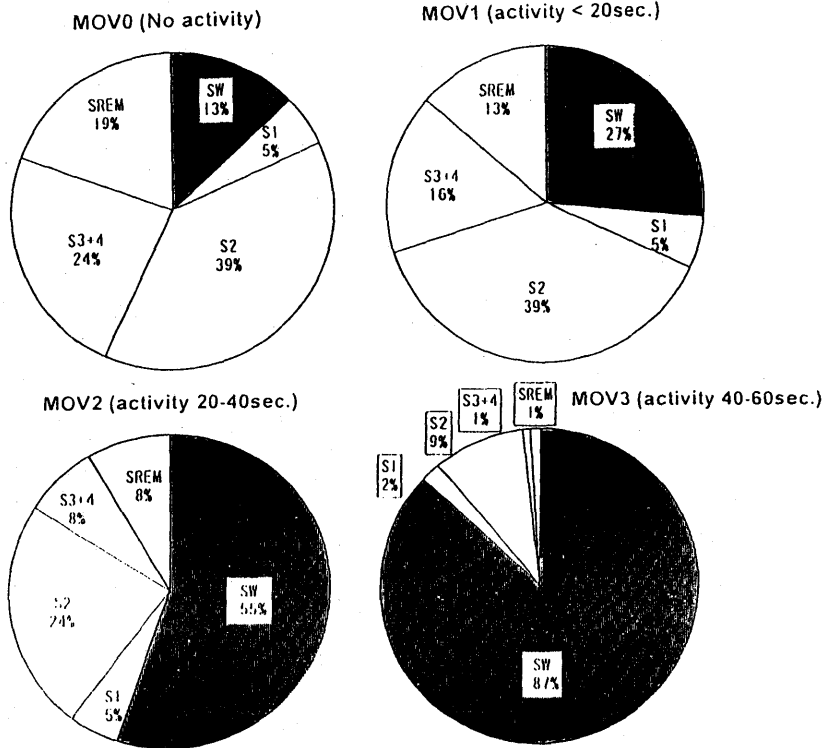 MOV0 (No activity)
SW
13%
S1
5%
S2
39%
S3+4
24%
SREM
19%
MOV1 (activity < 20sec.)
SW
27%
S1
5%
S2
39%
S3+4
16%
SREM
13%
MOV2 (activity 20-40sec.)
SW
55%
S1
5%
S2
24%
S3+4
8%
SREM
8%
MOV3 (activity 40-60sec.)
SW
87%
S1
2%
S2
9%
S3+4
1%
SREM
1%